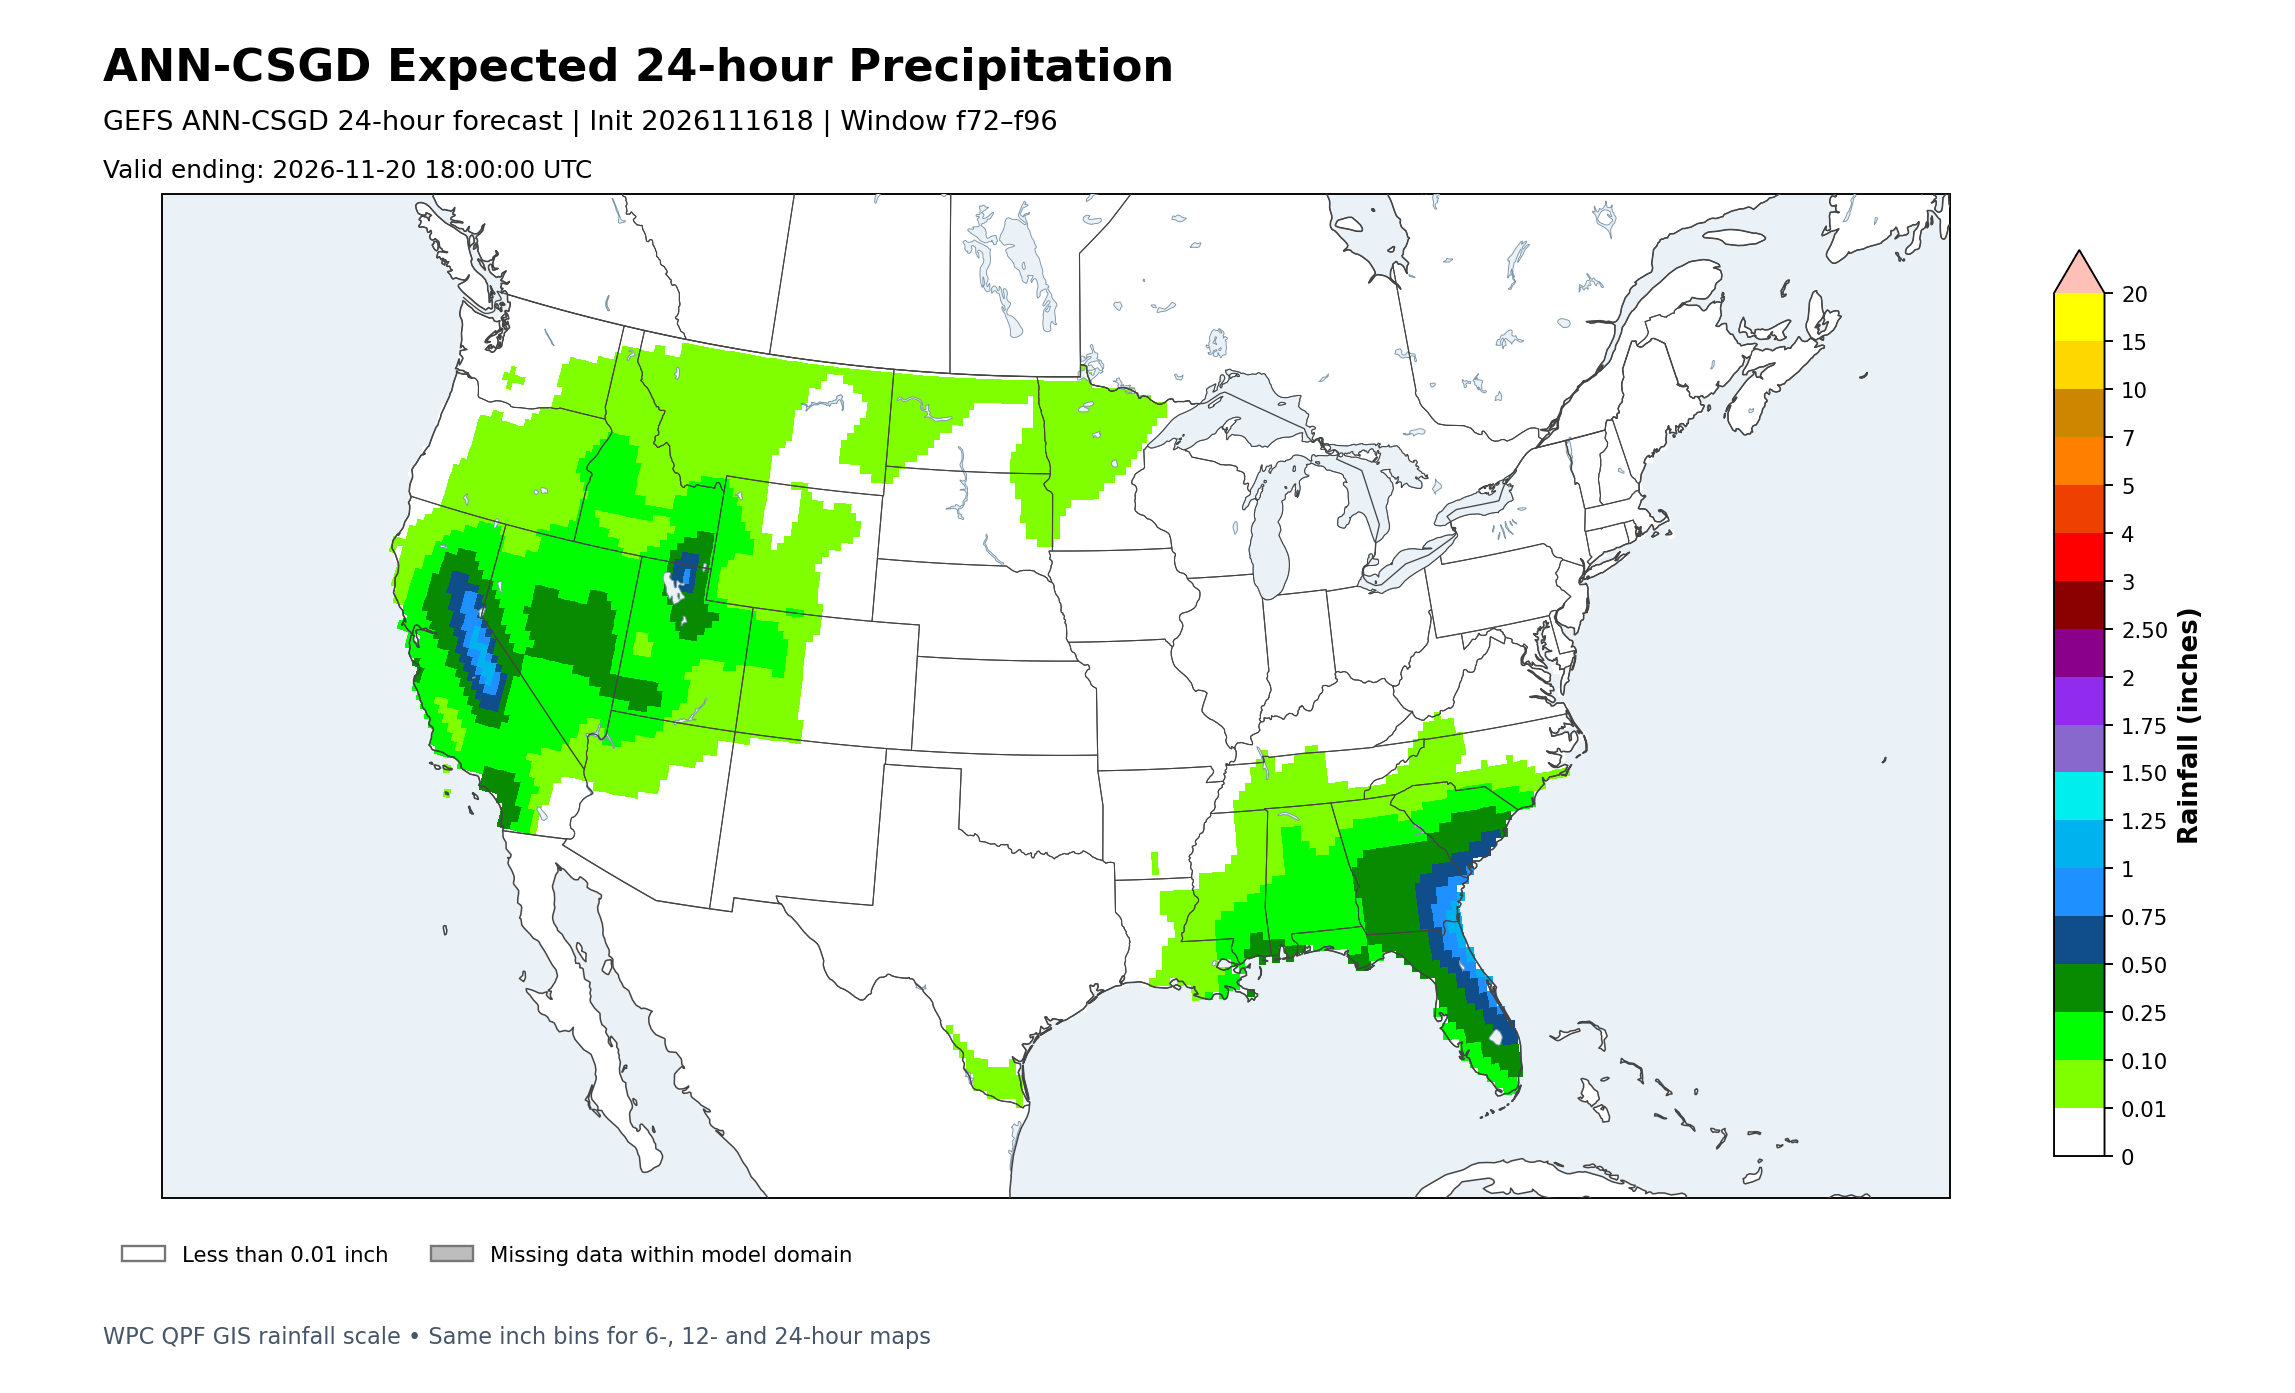 ANN-CSGD Expected 24-hour Precipitation
GEFS ANN-CSGD 24-hour forecast | Init 2026111618 | Window f72–f96
Valid ending: 2026-11-20 18:00:00 UTC
20
15
10
7
5
4
3
2.50
2
1.75
1.50
1.25
1
0.75
0.50
0.25
0.10
0.01
0
Rainfall (inches)
Less than 0.01 inch
Missing data within model domain
WPC QPF GIS rainfall scale • Same inch bins for 6-, 12- and 24-hour maps